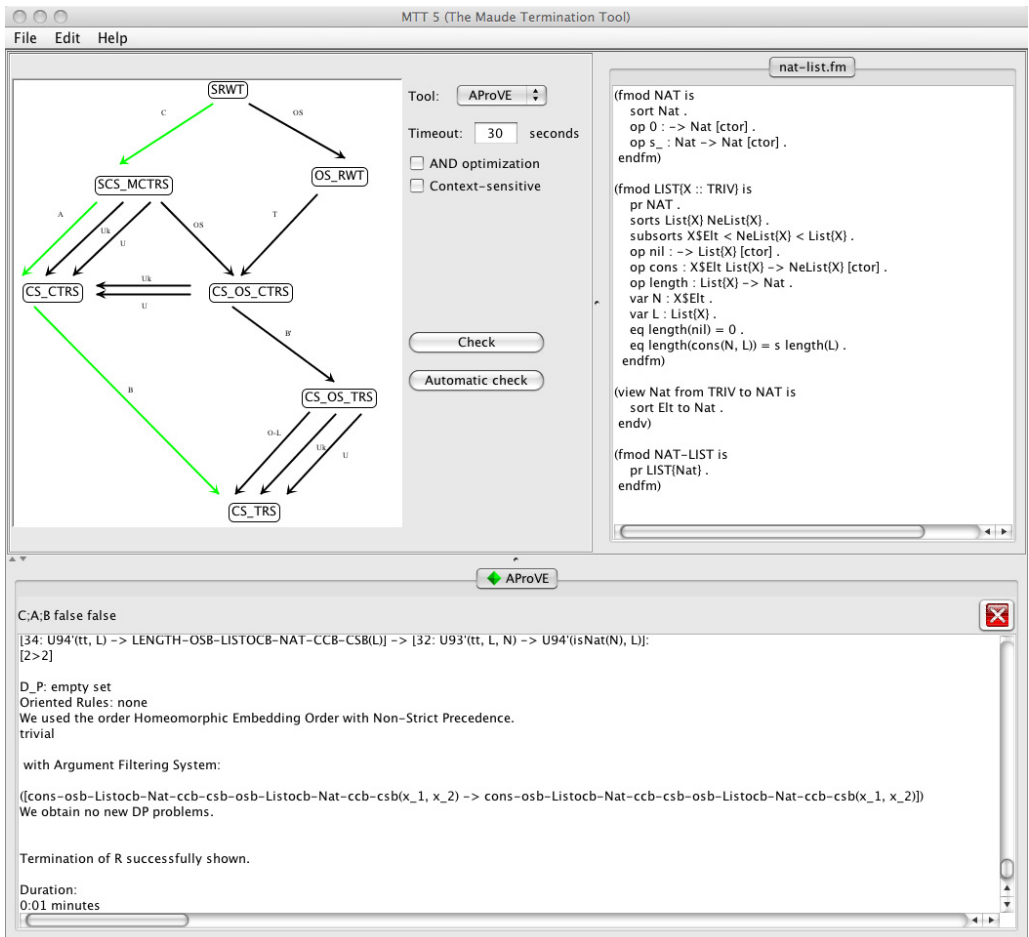 MTT 5 (The Maude Termination Tool)
File Edit Help
SRWT
C
OS
SCS_MCTRS
OS_RWT
A
Uk
U
OS
T
CS_CTRS
Uk
U
CS_OS_CTRS
B'
B
CS_OS_TRS
O-L
Uk
U
CS_TRS
Tool: AProVE
Timeout: 30 seconds
AND optimization
Context-sensitive
Check
Automatic check
nat-list.fm
(fmod NAT is
sort Nat .
op 0 : -> Nat [ctor] .
op s_ : Nat -> Nat [ctor] .
endfm)
(fmod LIST{X :: TRIV} is
pr NAT .
sorts List{X} NeList{X} .
subsorts X$Elt < NeList{X} < List{X} .
op nil : -> List{X} [ctor] .
op cons : X$Elt List{X} -> NeList{X} [ctor] .
op length : List{X} -> Nat .
var N : X$Elt .
var L : List{X} .
eq length(nil) = 0 .
eq length(cons(N, L)) = s length(L) .
endfm)
(view Nat from TRIV to NAT is
sort Elt to Nat .
endv)
(fmod NAT-LIST is
pr LIST{Nat} .
endfm)
AProVE
C;A;B false false
[34: U94'(tt, L) -> LENGTH-OSB-LISTOCB-NAT-CCB-CSB(L)] -> [32: U93'(tt, L, N) -> U94'(isNat(N), L)]:
[2>2]
D_P: empty set
Oriented Rules: none
We used the order Homeomorphic Embedding Order with Non-Strict Precedence.
trivial
with Argument Filtering System:
([cons-osb-Listocb-Nat-ccb-csb-osb-Listocb-Nat-ccb-csb(x_1, x_2) -> cons-osb-Listocb-Nat-ccb-csb-osb-Listocb-Nat-ccb-csb(x_1, x_2)])
We obtain no new DP problems.
Termination of R successfully shown.
Duration:
0:01 minutes